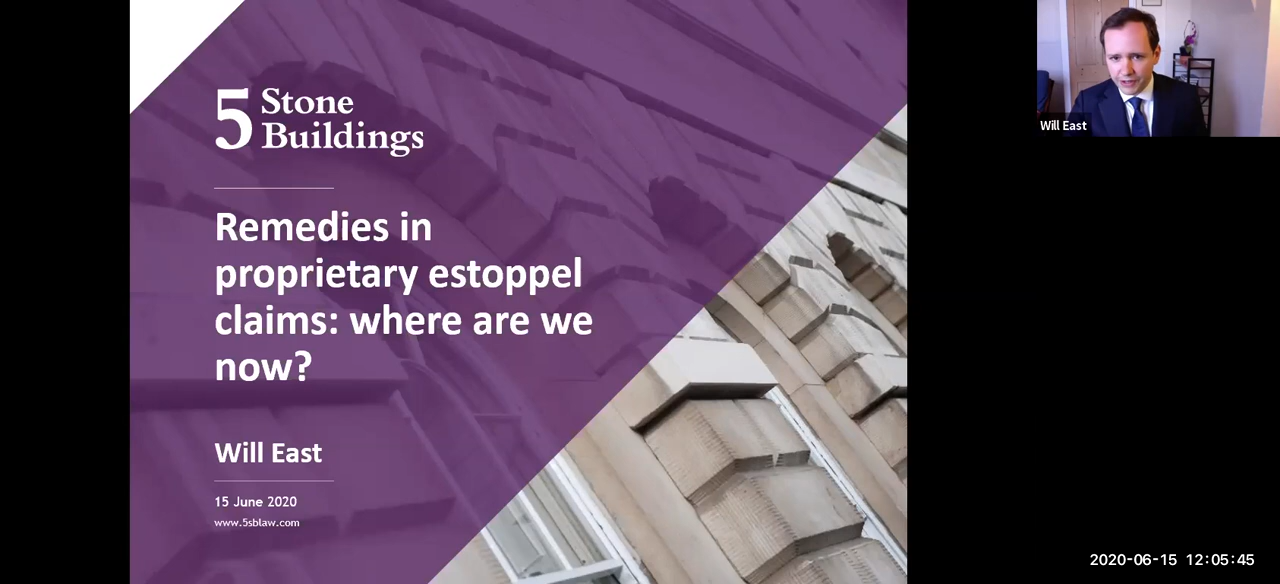 5 Stone
Buildings
Remedies in
proprietary estoppel
claims: where are we
now?
Will East
15 June 2020
www.5sblaw.com
Will East
2020-06-15 12:05:45